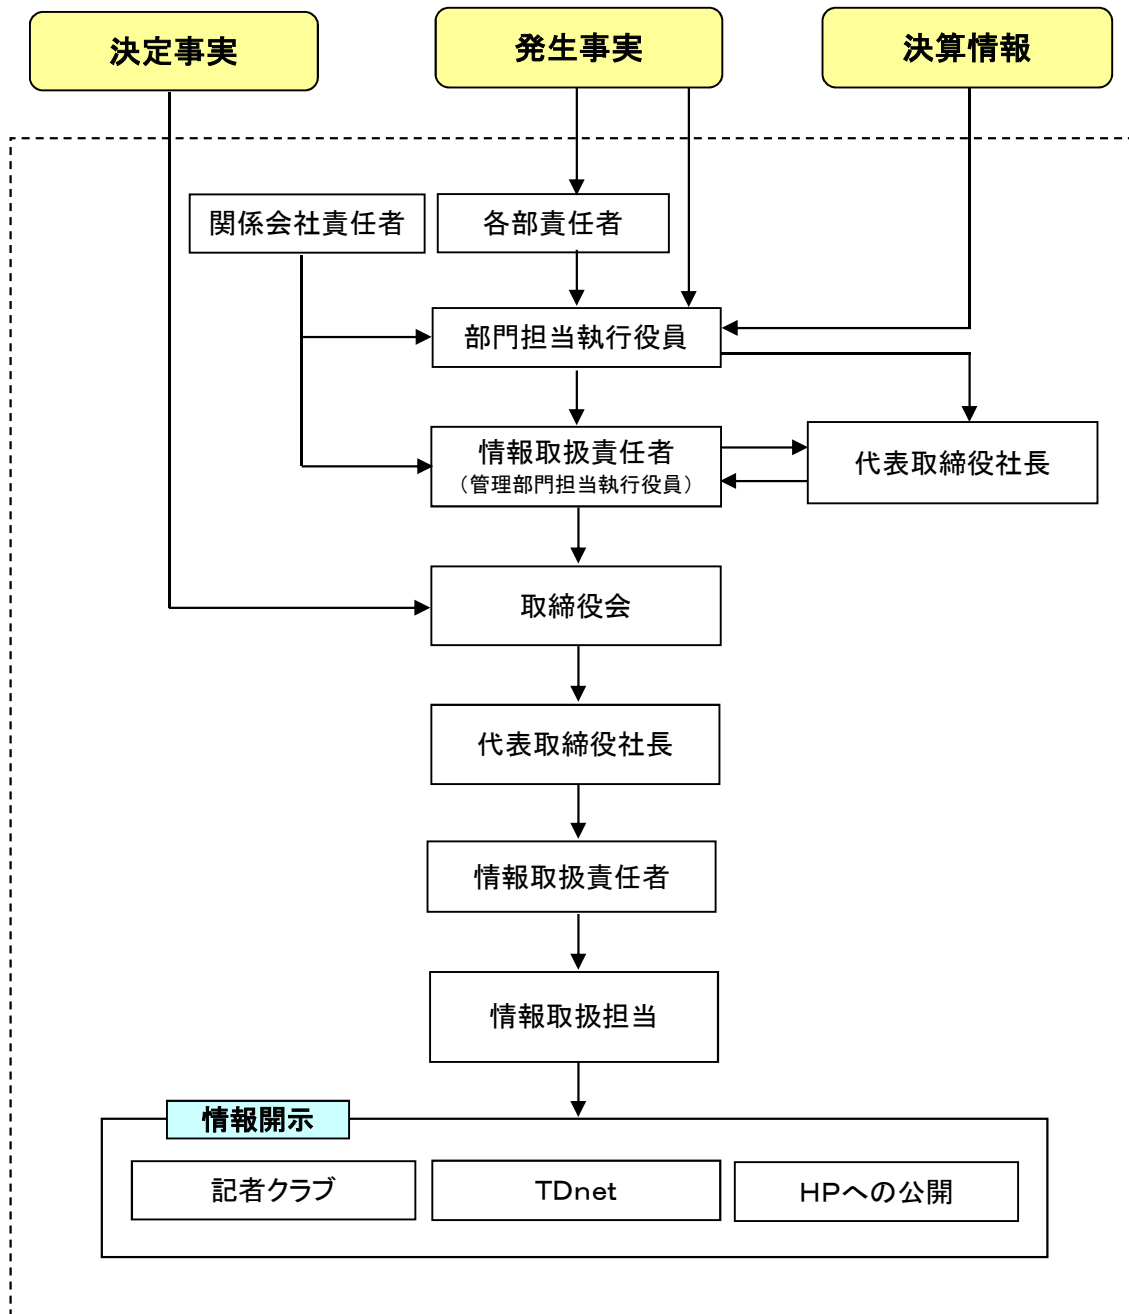 決定事実
発生事実
決算情報
関係会社責任者
各部責任者
部門担当執行役員
情報取扱責任者
（管理部門担当執行役員）
代表取締役社長
取締役会
代表取締役社長
情報取扱責任者
情報取扱担当
情報開示
記者クラブ
TDnet
HPへの公開